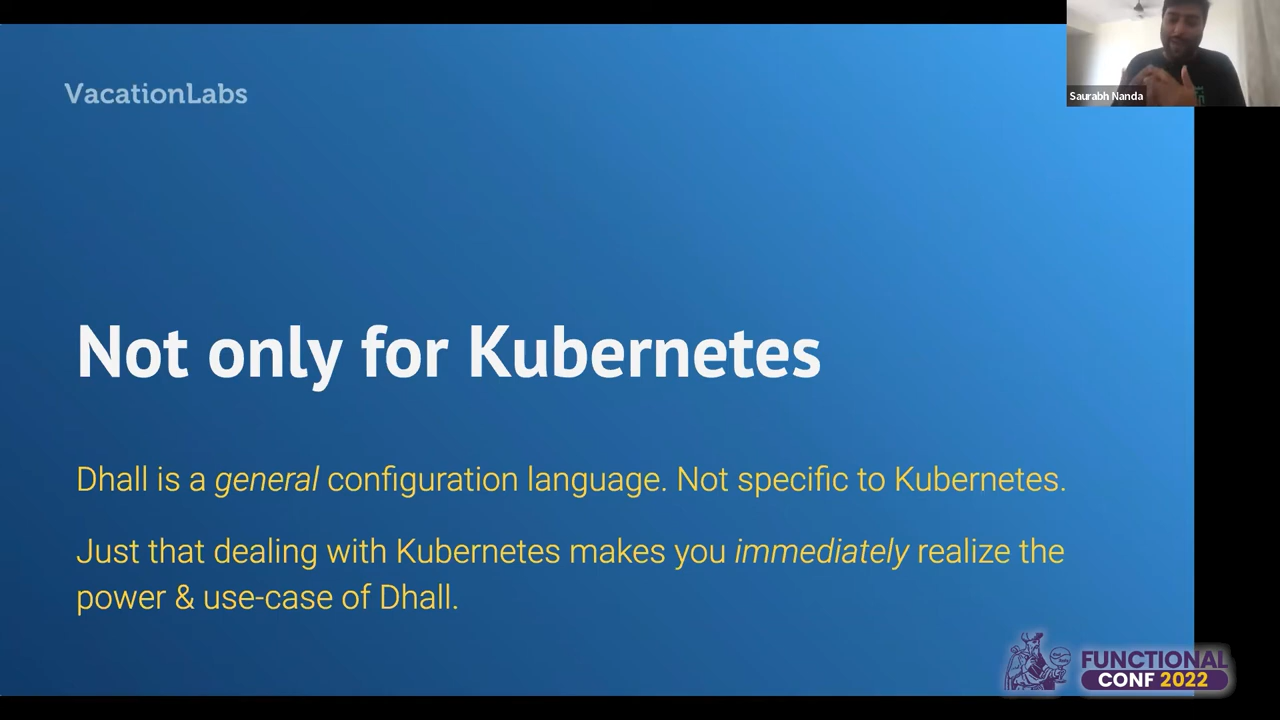 VacationLabs
Saurabh Nanda
Not only for Kubernetes
Dhall is a general configuration language. Not specific to Kubernetes.
Just that dealing with Kubernetes makes you immediately realize the
power & use-case of Dhall.
FUNCTIONAL
CONF 2022